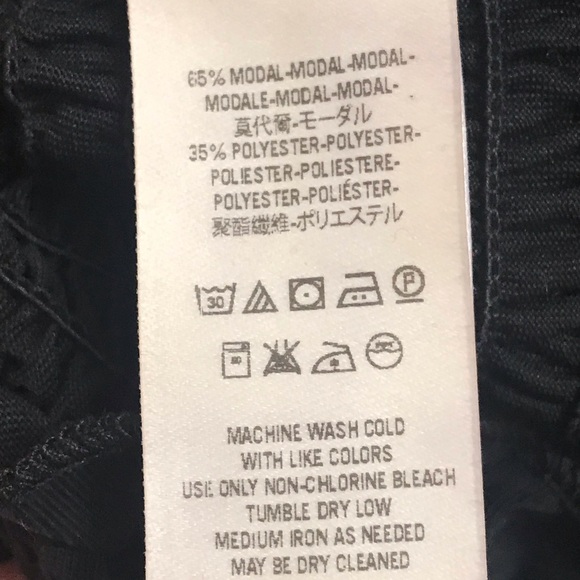 65% MODAL-MODAL-MODAL-
MODALE-MODAL-MODAL-
莫代爾-モーダル
35% POLYESTER-POLYESTER-
POLIESTER-POLIESTERE-
POLYESTER-POLIÉSTER-
聚酯纖維-ポリエステル
30 P
MACHINE WASH COLD
WITH LIKE COLORS
USE ONLY NON-CHLORINE BLEACH
TUMBLE DRY LOW
MEDIUM IRON AS NEEDED
MAY BE DRY CLEANED